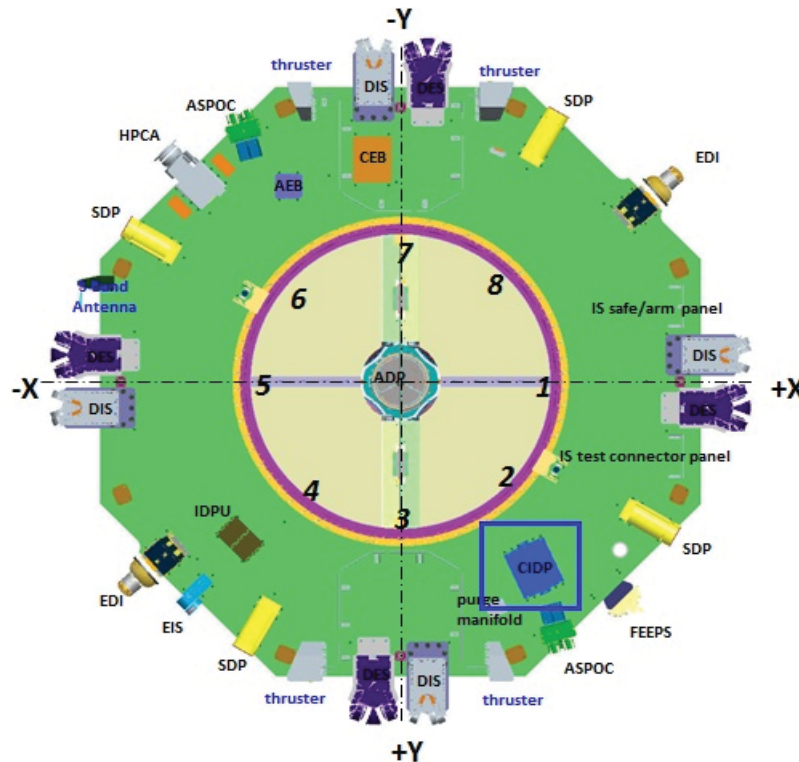 -Y
thruster
DIS
DES
thruster
ASPOC
SDP
HPCA
CEB
EDI
AEB
SDP
7
8
6
S Band
Antenna
IS safe/arm panel
DES
DIS
-X
5
ADP
1
+X
DIS
DES
2
IS test connector panel
4
3
IDPU
SDP
CIDP
EDI
EIS
purge
manifold
FEEPS
SDP
ASPOC
DES
DIS
thruster
thruster
+Y